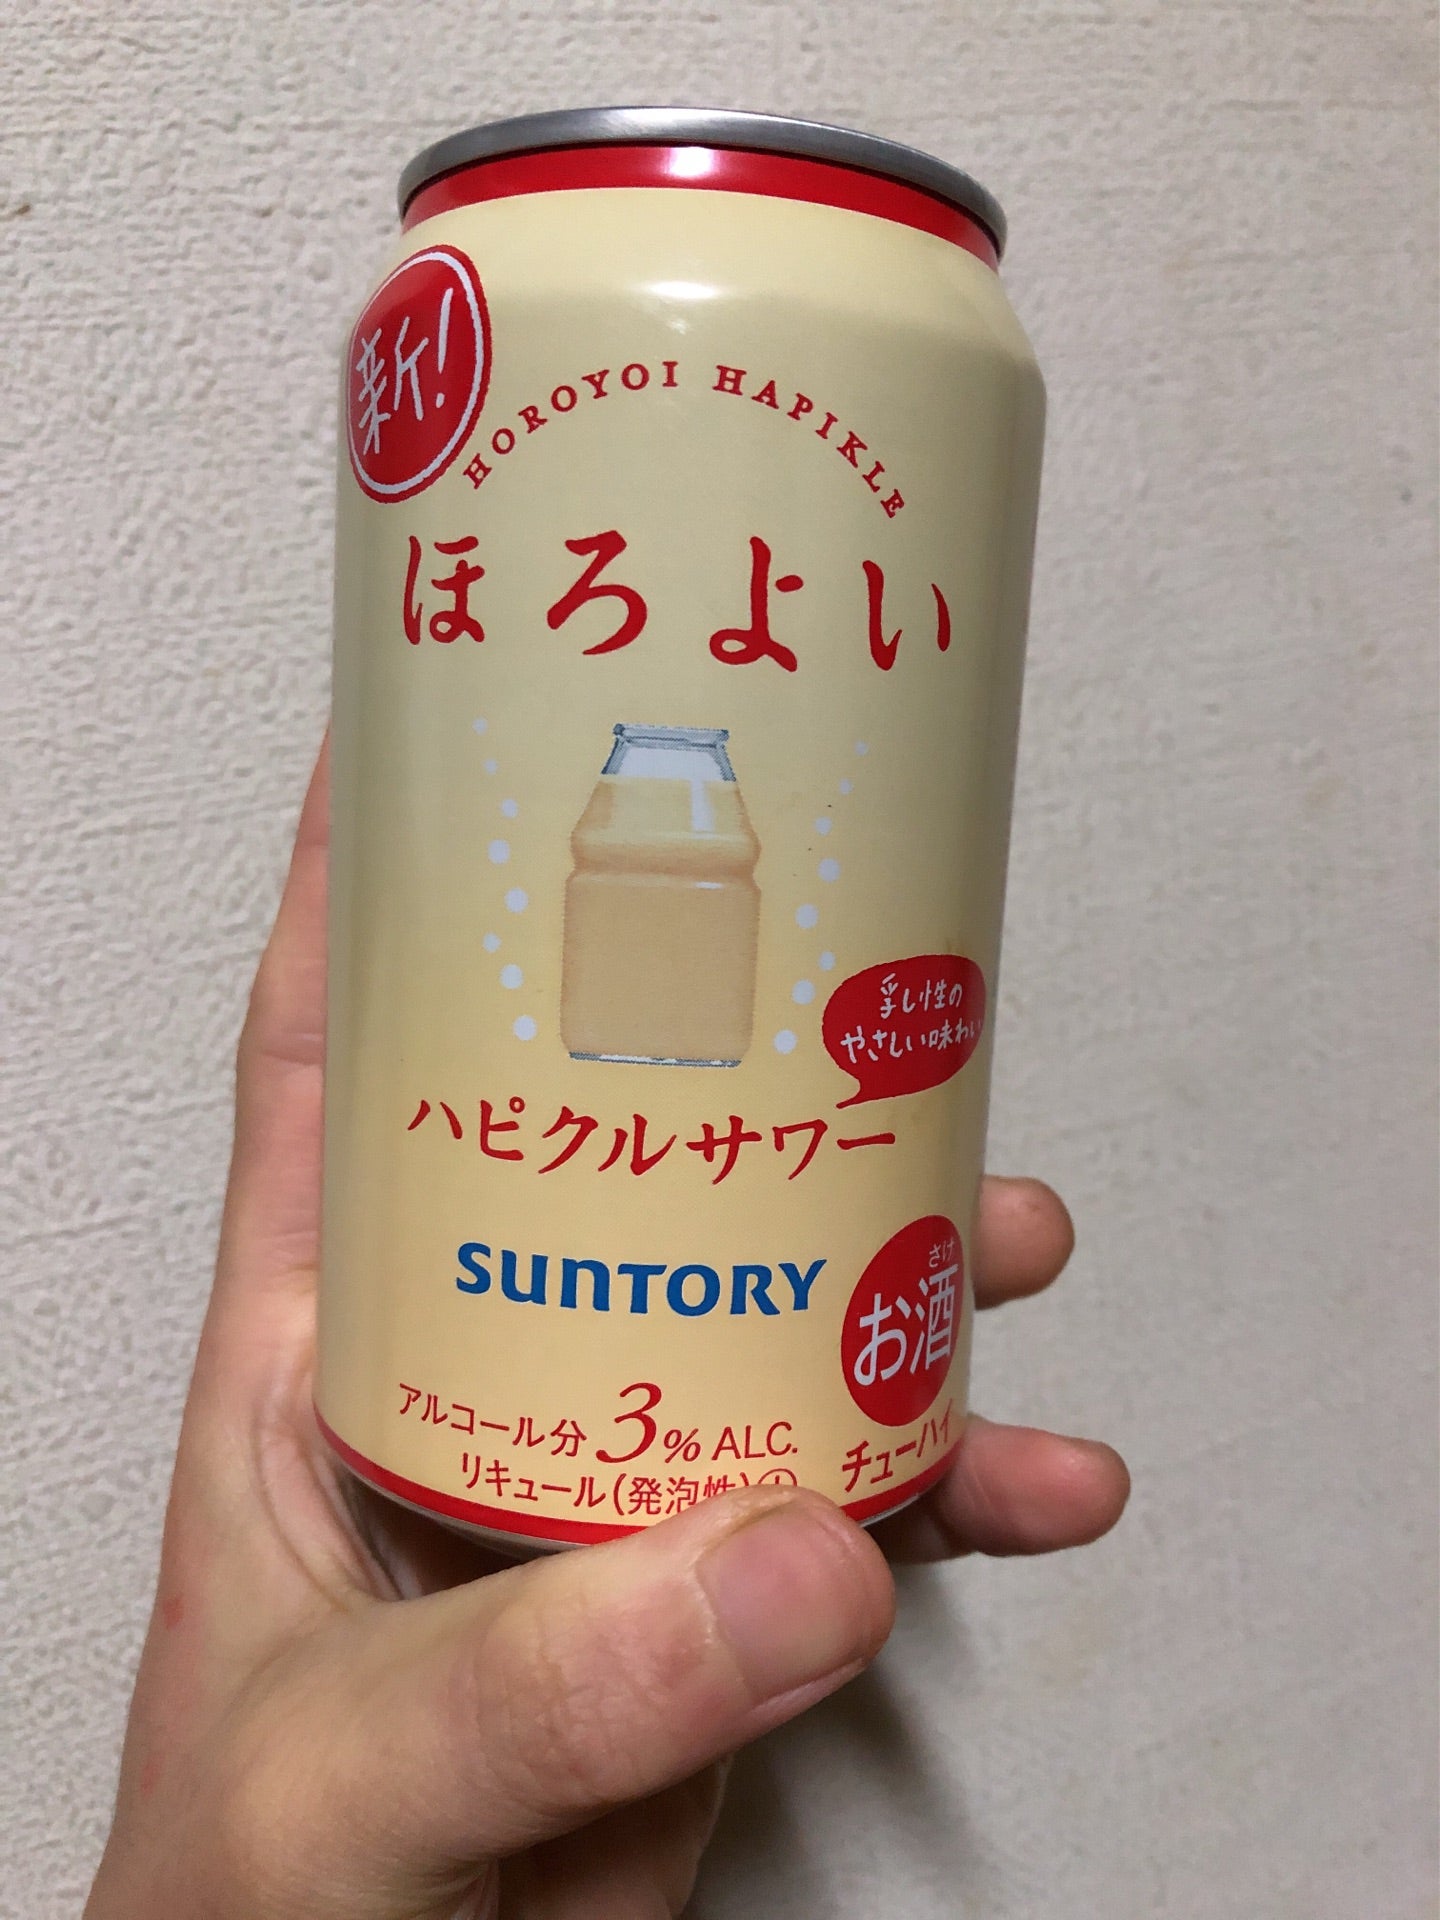 新!
HOROYOI HAPIKLE
ほろよい
乳性の
やさしい味わい
ハピクルサワー
SUNTORY
さけ
お酒
チューハイ
アルコール分3%ALC.
リキュール(発泡性)①